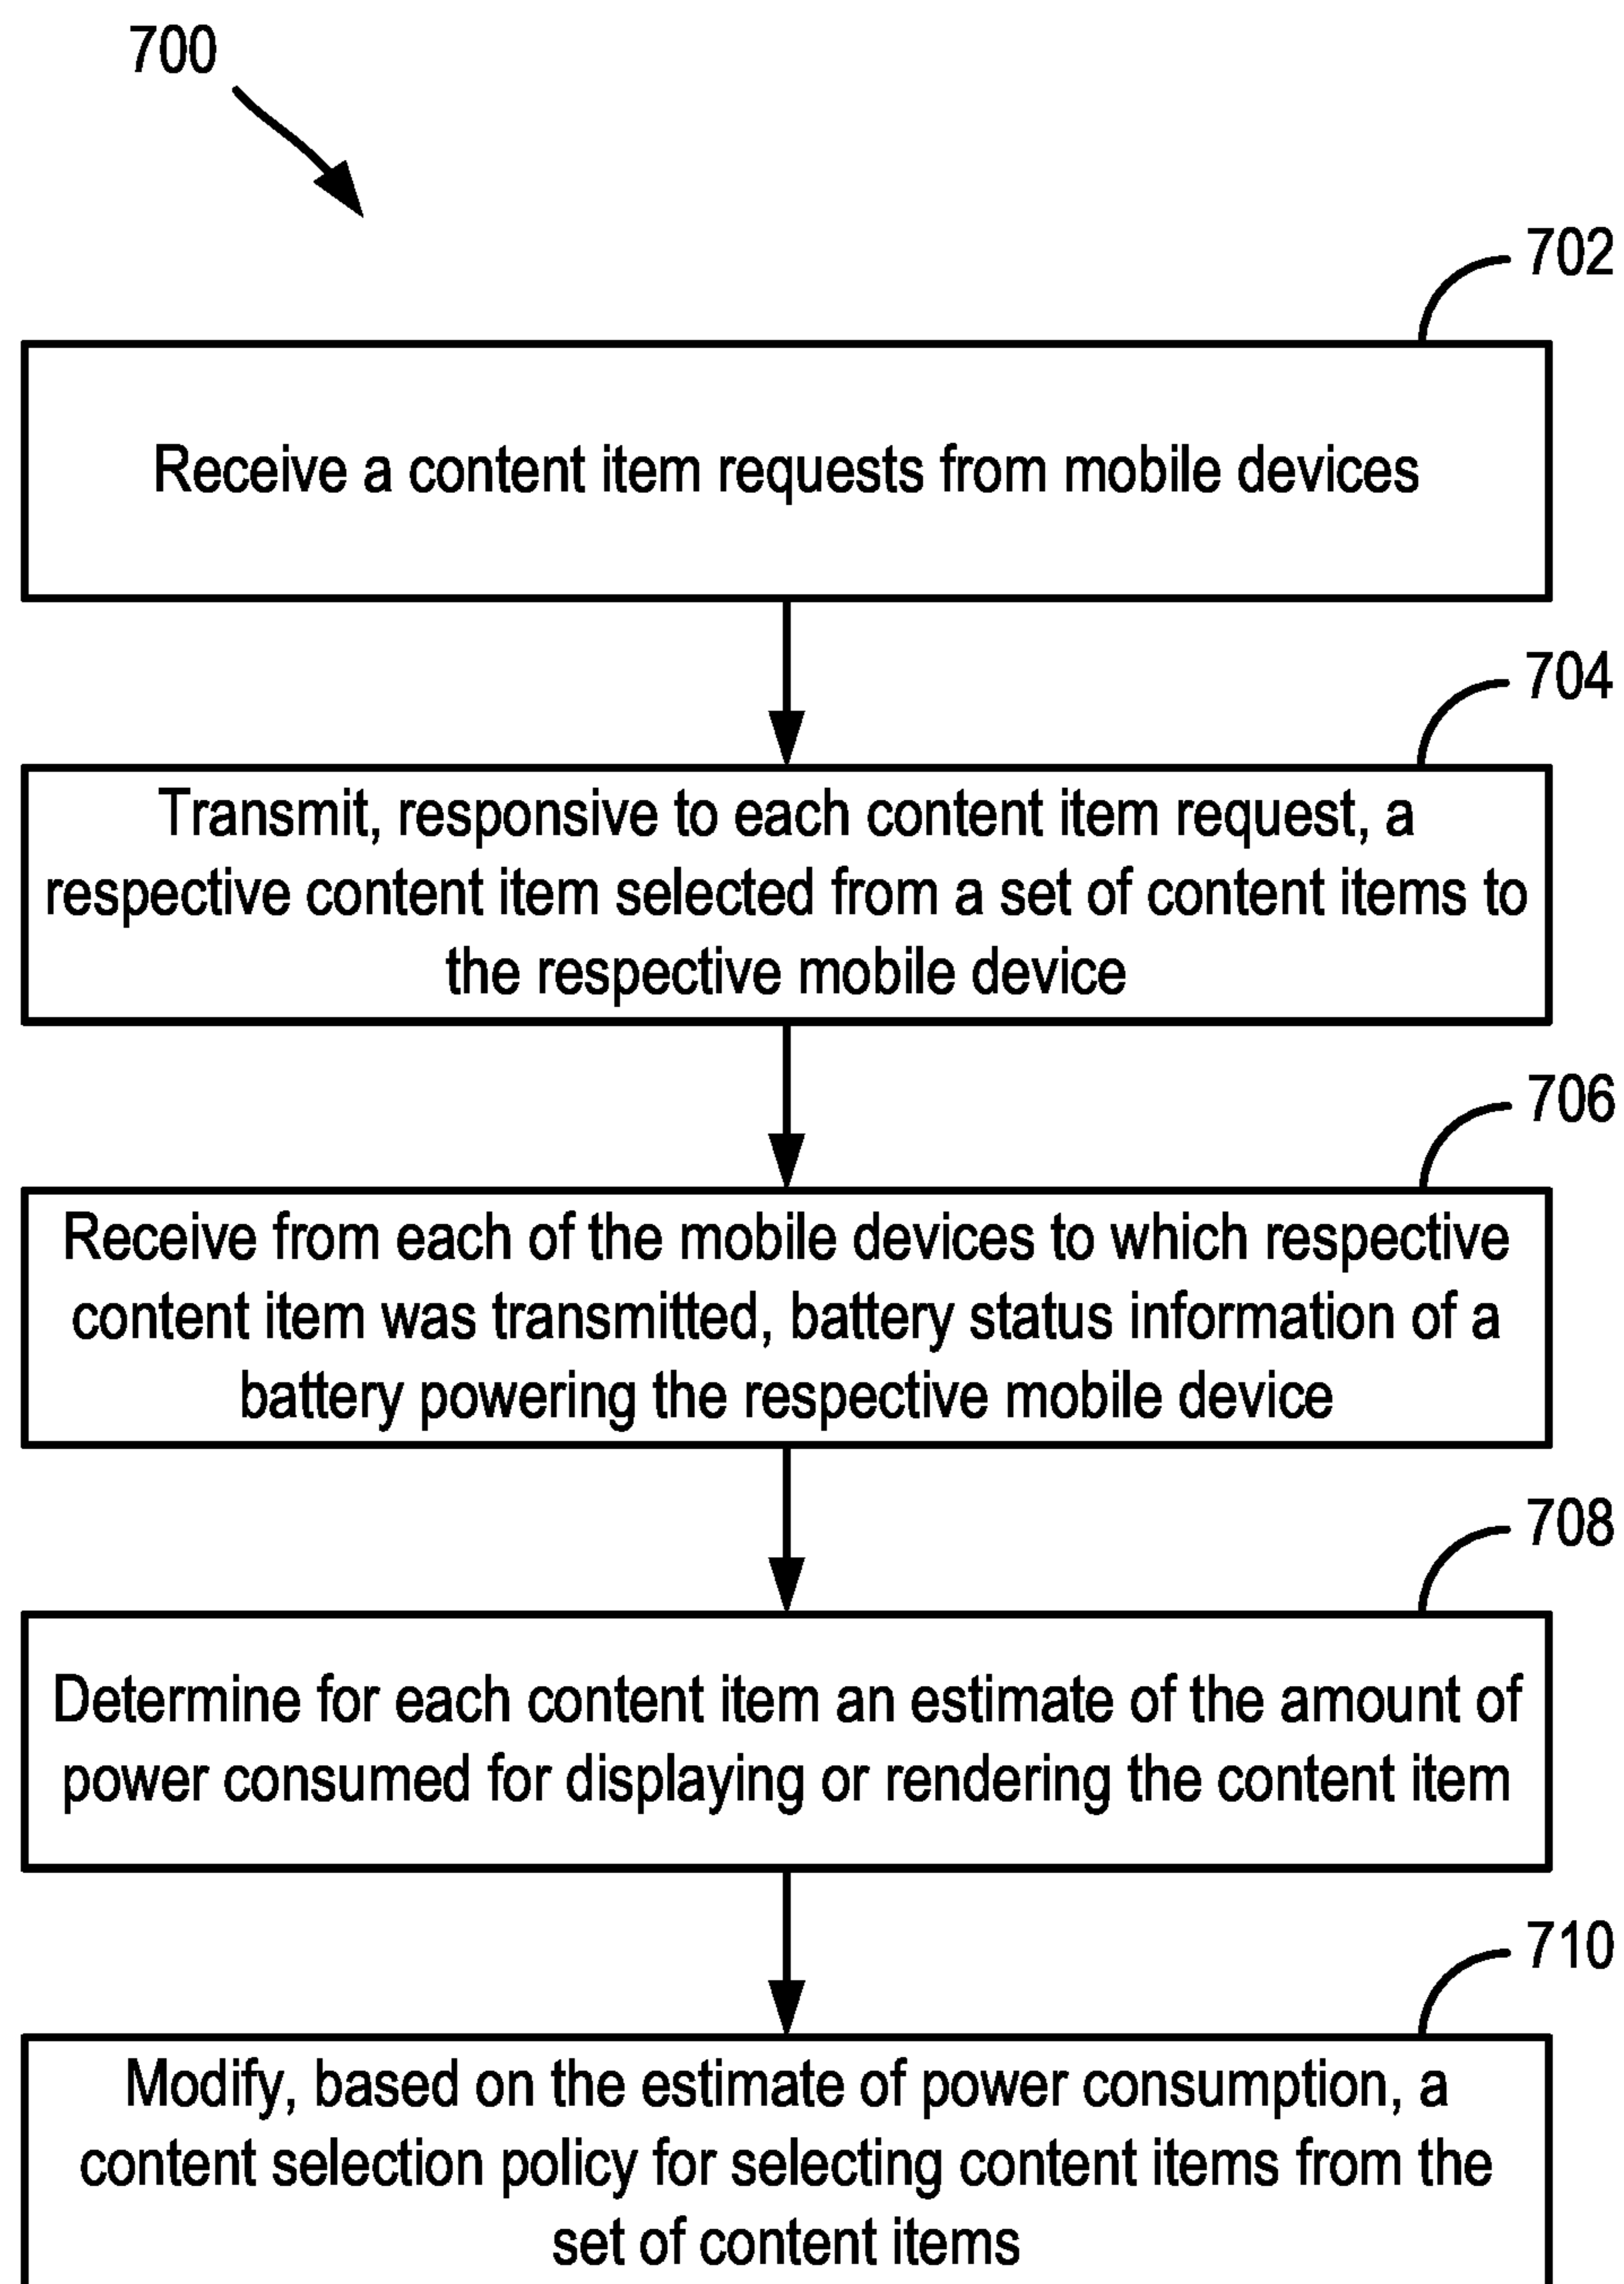 700
702
Receive a content item requests from mobile devices
704
Transmit, responsive to each content item request, a
respective content item selected from a set of content items to
the respective mobile device
706
Receive from each of the mobile devices to which respective
content item was transmitted, battery status information of a
battery powering the respective mobile device
708
Determine for each content item an estimate of the amount of
power consumed for displaying or rendering the content item
710
Modify, based on the estimate of power consumption, a
content selection policy for selecting content items from the
set of content items